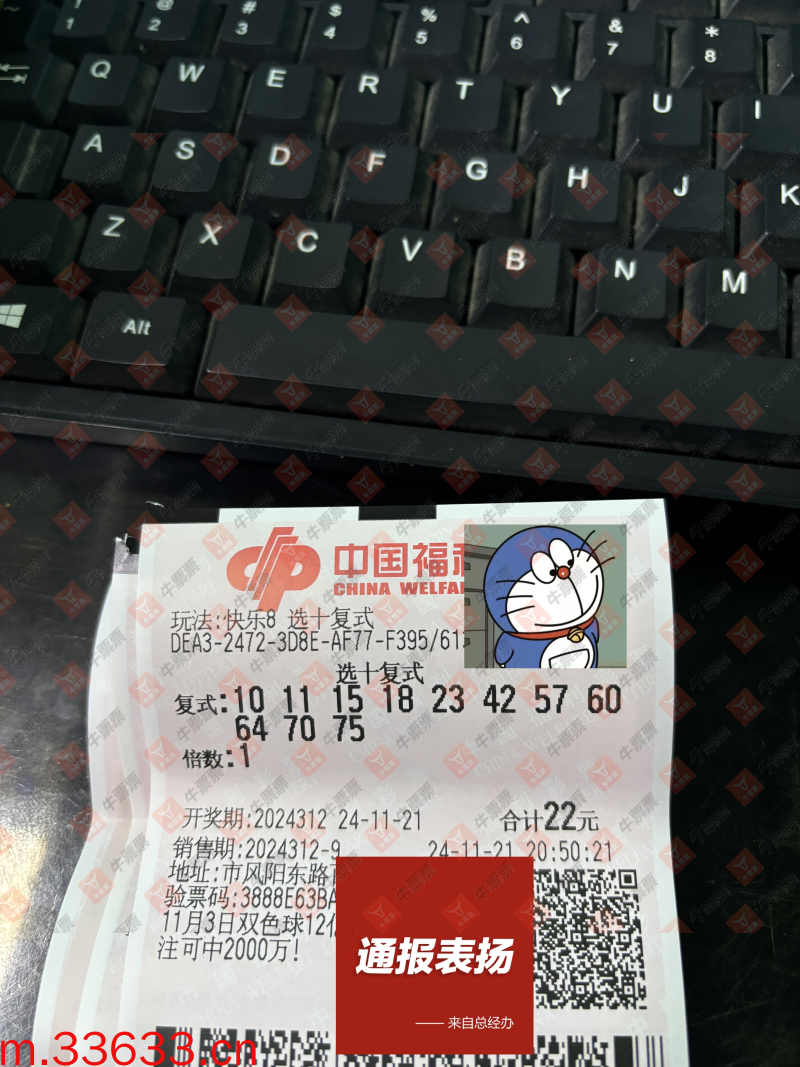 ! @ # $ % ^ & *
1 2 3 4 5 6 7 8
Q W E R T Y U I
A S D F G H J K
Z X C V B N M
Alt
中国福利
CHINA WELFA
玩法:快乐8 选十复式
DEA3-2472-3D8E-AF77-F395/61
选十复式
复式:10 11 15 18 23 42 57 60
64 70 75
倍数:1
开奖期:2024312 24-11-21 合计22元
销售期:2024312-9 24-11-21 20:50:21
地址:市凤阳东路
验票码:3888E63BA
11月3日双色球12亿
注可中2000万!
通报表扬
—— 来自总经办
m.33633.cn
牛票票